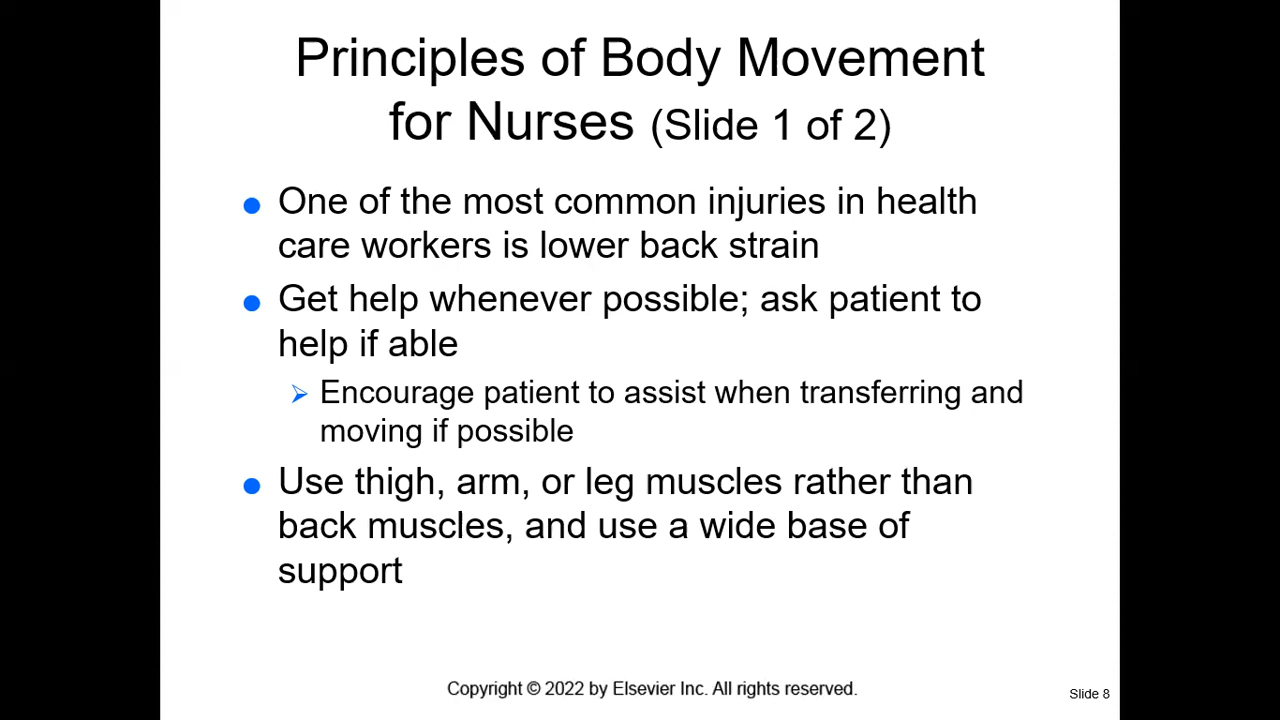 Principles of Body Movement
for Nurses (Slide 1 of 2)
One of the most common injuries in health
care workers is lower back strain
Get help whenever possible; ask patient to
help if able
Encourage patient to assist when transferring and
moving if possible
Use thigh, arm, or leg muscles rather than
back muscles, and use a wide base of
support
Copyright © 2022 by Elsevier Inc. All rights reserved.
Slide 8